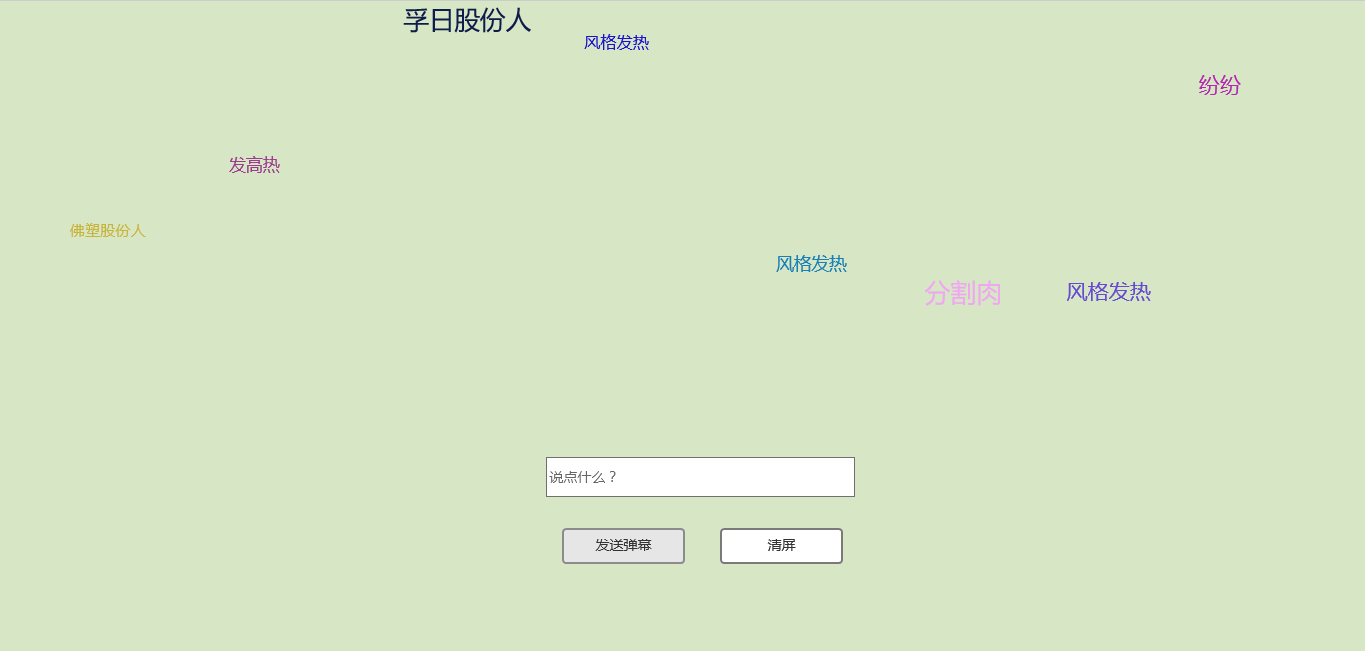 孚日股份人
风格发热
纷纷
发高热
佛塑股份人
风格发热
分割肉
风格发热
说点什么？
发送弹幕
清屏